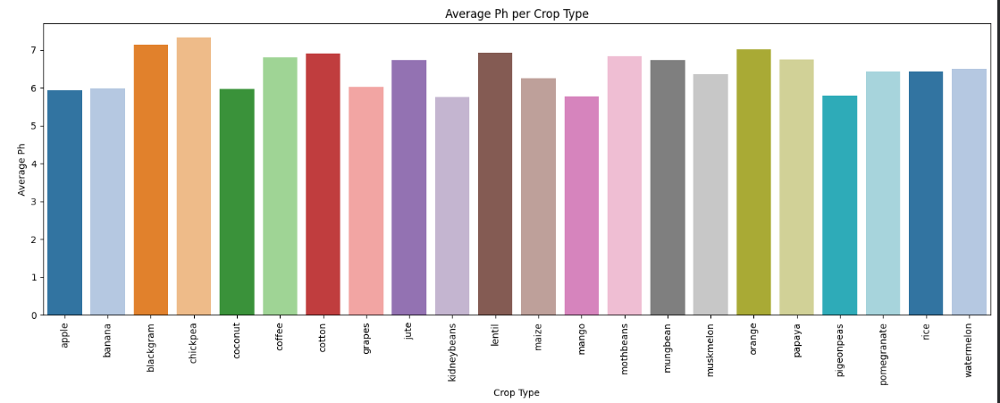 Average Ph per Crop Type
Average Ph
7
6
5
4
3
2
1
0
apple
banana
blackgram
chickpea
coconut
coffee
cotton
grapes
jute
kidneybeans
lentil
maize
mango
mothbeans
mungbean
muskmelon
orange
papaya
pigeonpeas
pomegranate
rice
watermelon
Crop Type